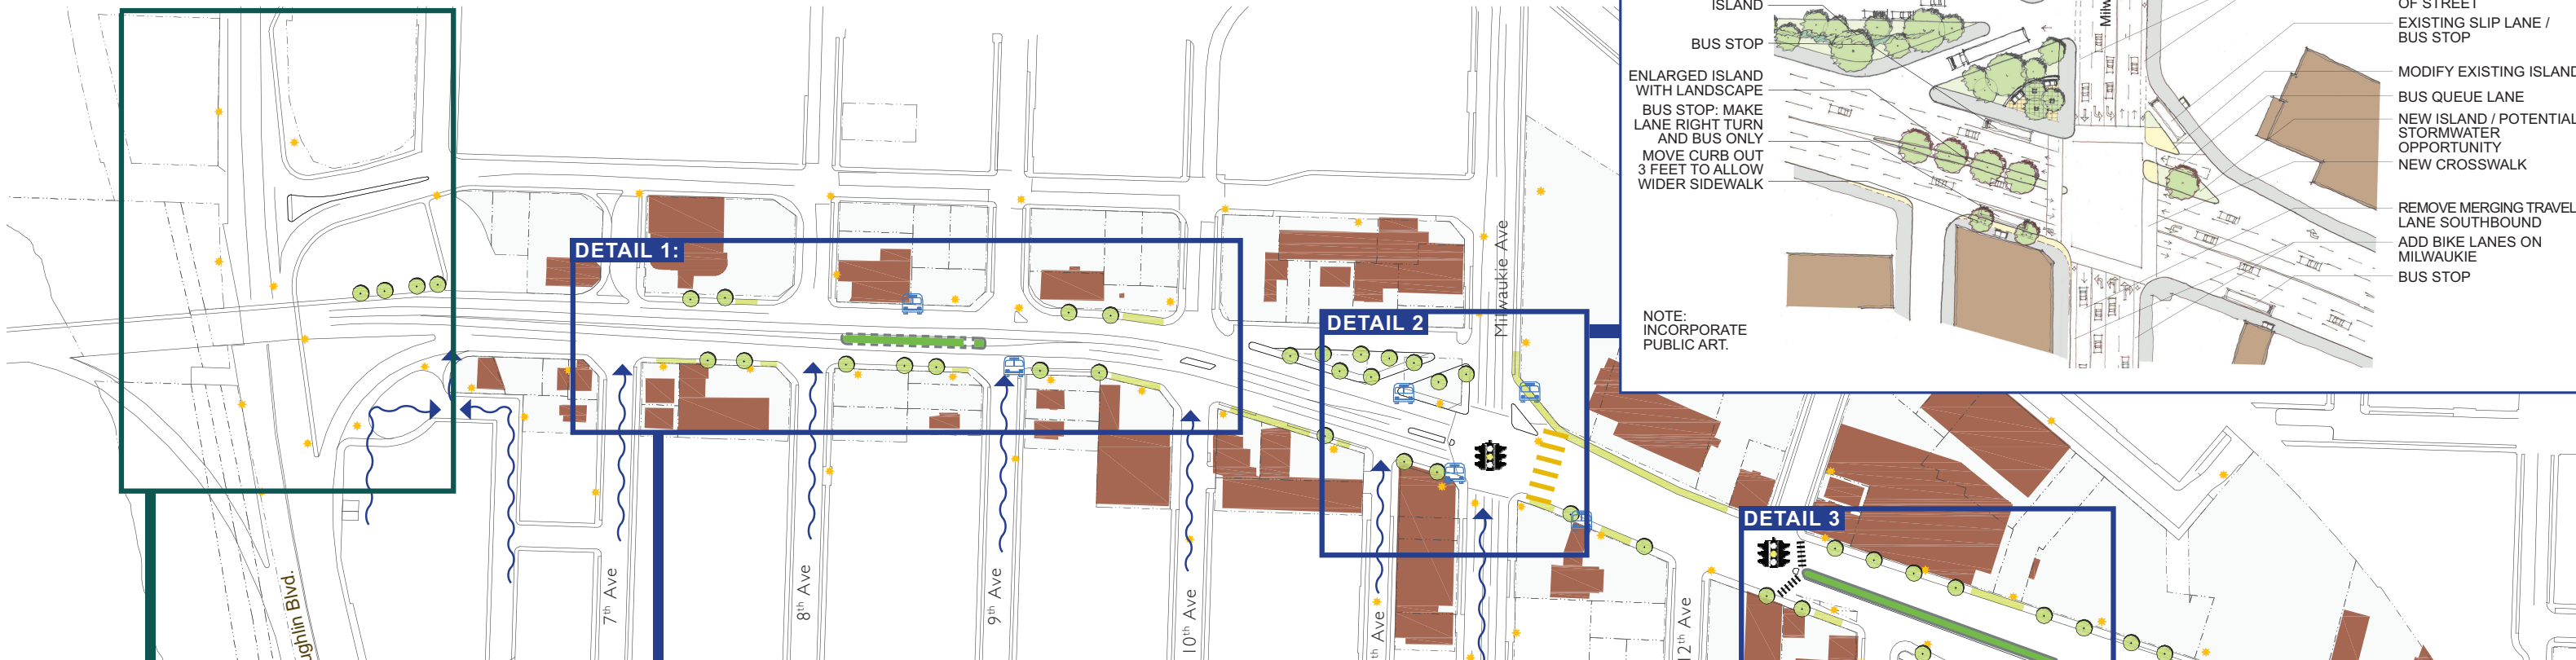 ISLAND
BUS STOP
ENLARGED ISLAND
WITH LANDSCAPE
BUS STOP: MAKE
LANE RIGHT TURN
AND BUS ONLY
MOVE CURB OUT
3 FEET TO ALLOW
WIDER SIDEWALK
NOTE:
INCORPORATE
PUBLIC ART.
Milw
OF STREET
EXISTING SLIP LANE /
BUS STOP
MODIFY EXISTING ISLAND
BUS QUEUE LANE
NEW ISLAND / POTENTIAL
STORMWATER
OPPORTUNITY
NEW CROSSWALK
REMOVE MERGING TRAVEL
LANE SOUTHBOUND
ADD BIKE LANES ON
MILWAUKIE
BUS STOP
DETAIL 1:
Milwaukie Ave
DETAIL 2
DETAIL 3
ughlin Blvd.
7th Ave
8th Ave
9th Ave
10th Ave
th Ave
12th Ave